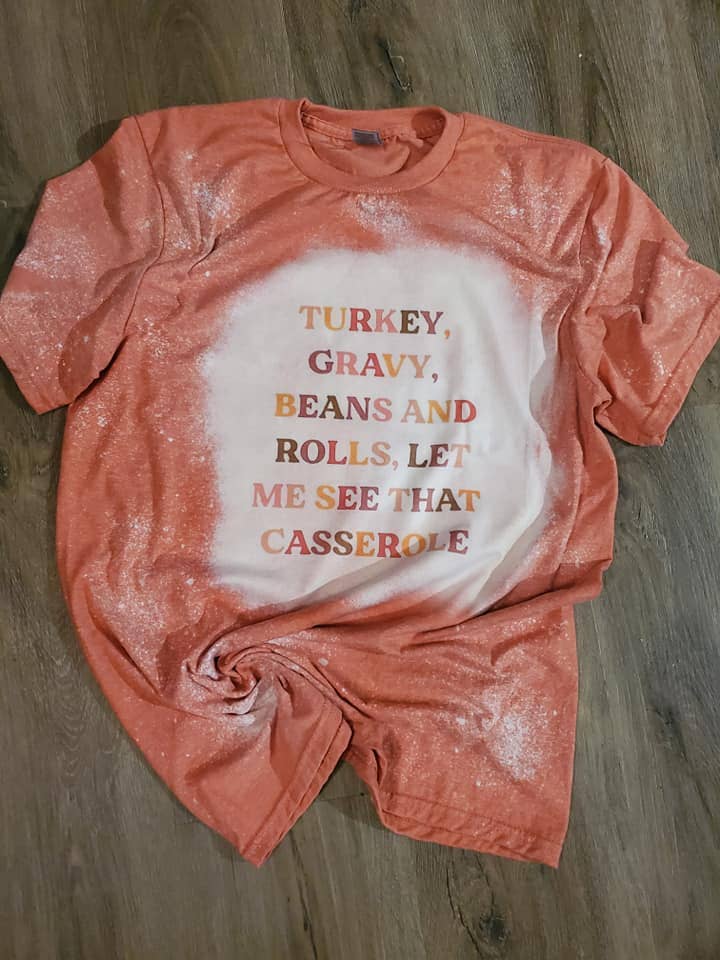 TURKEY,
GRAVY,
BEANS AND
ROLLS, LET
ME SEE THAT
CASSEROLE